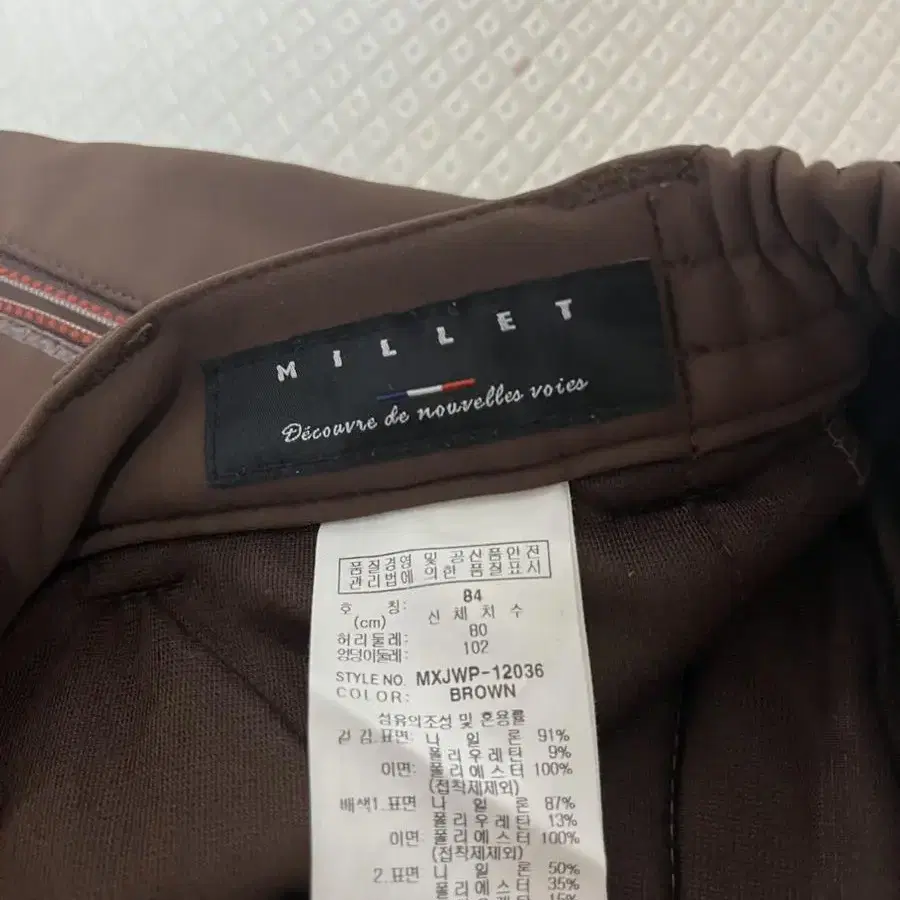 MILLET
Découvre de nouvelles voies
품질경영 및 공산품안전
관리법에 의한 품질표시
호 칭: 84
(cm) 신 체 치 수
허리둘레: 80
엉덩이둘레: 102
STYLE NO. MXJWP-12036
COLOR: BROWN
섬유의조성 및 혼용률
겉 감.표면: 나 일 론 91%
폴 리 우 레 탄 9%
이면: 폴 리 에 스 터 100%
(접착제제외)
배색1.표면 나 일 론 87%
폴 리 우 레 탄 13%
이면: 폴 리 에 스 터 100%
(접착제제외)
2.표면 나 일 론 50%
폴 리 에 스 터 35%
15%